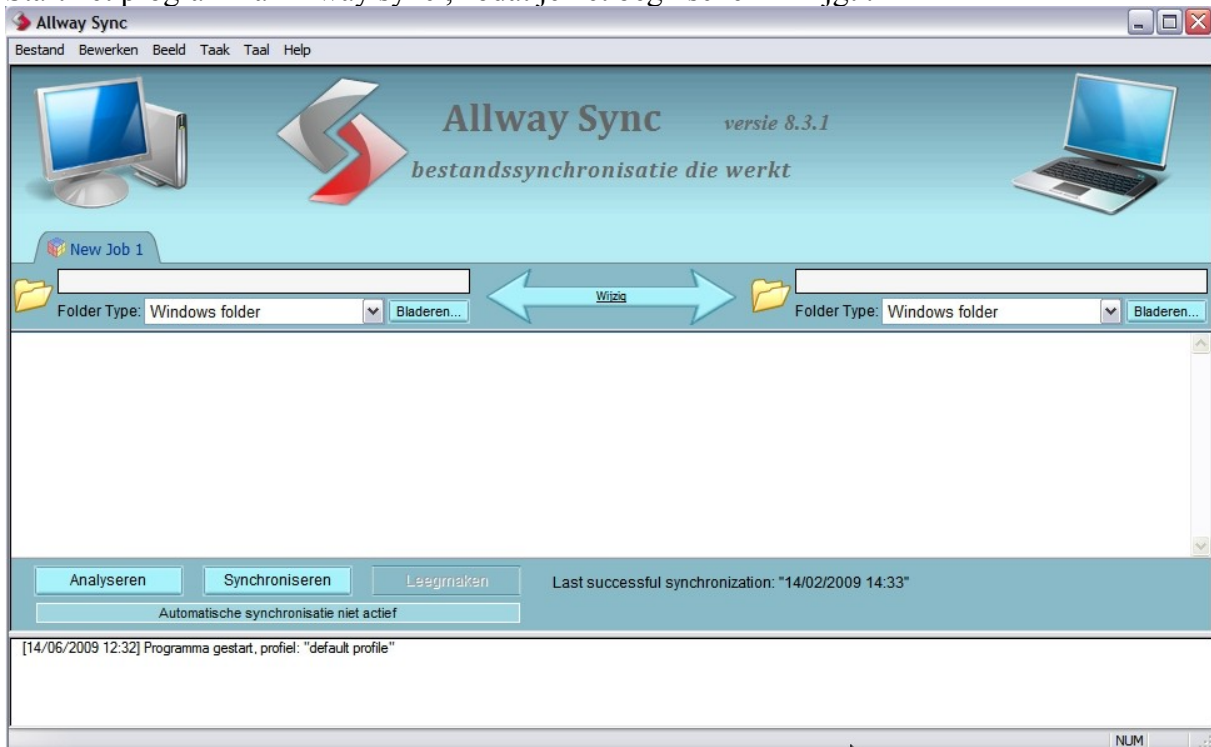 Allway Sync
Bestand Bewerken Beeld Taak Taal Help
Allway Sync versie 8.3.1
bestandssynchronisatie die werkt
New Job 1
Wijzig
Folder Type: Windows folder Bladeren... Folder Type: Windows folder Bladeren...
Analyseren Synchroniseren Leegmaken Last successful synchronization: "14/02/2009 14:33"
Automatische synchronisatie niet actief
[14/06/2009 12:32] Programma gestart, profiel: "default profile"
NUM